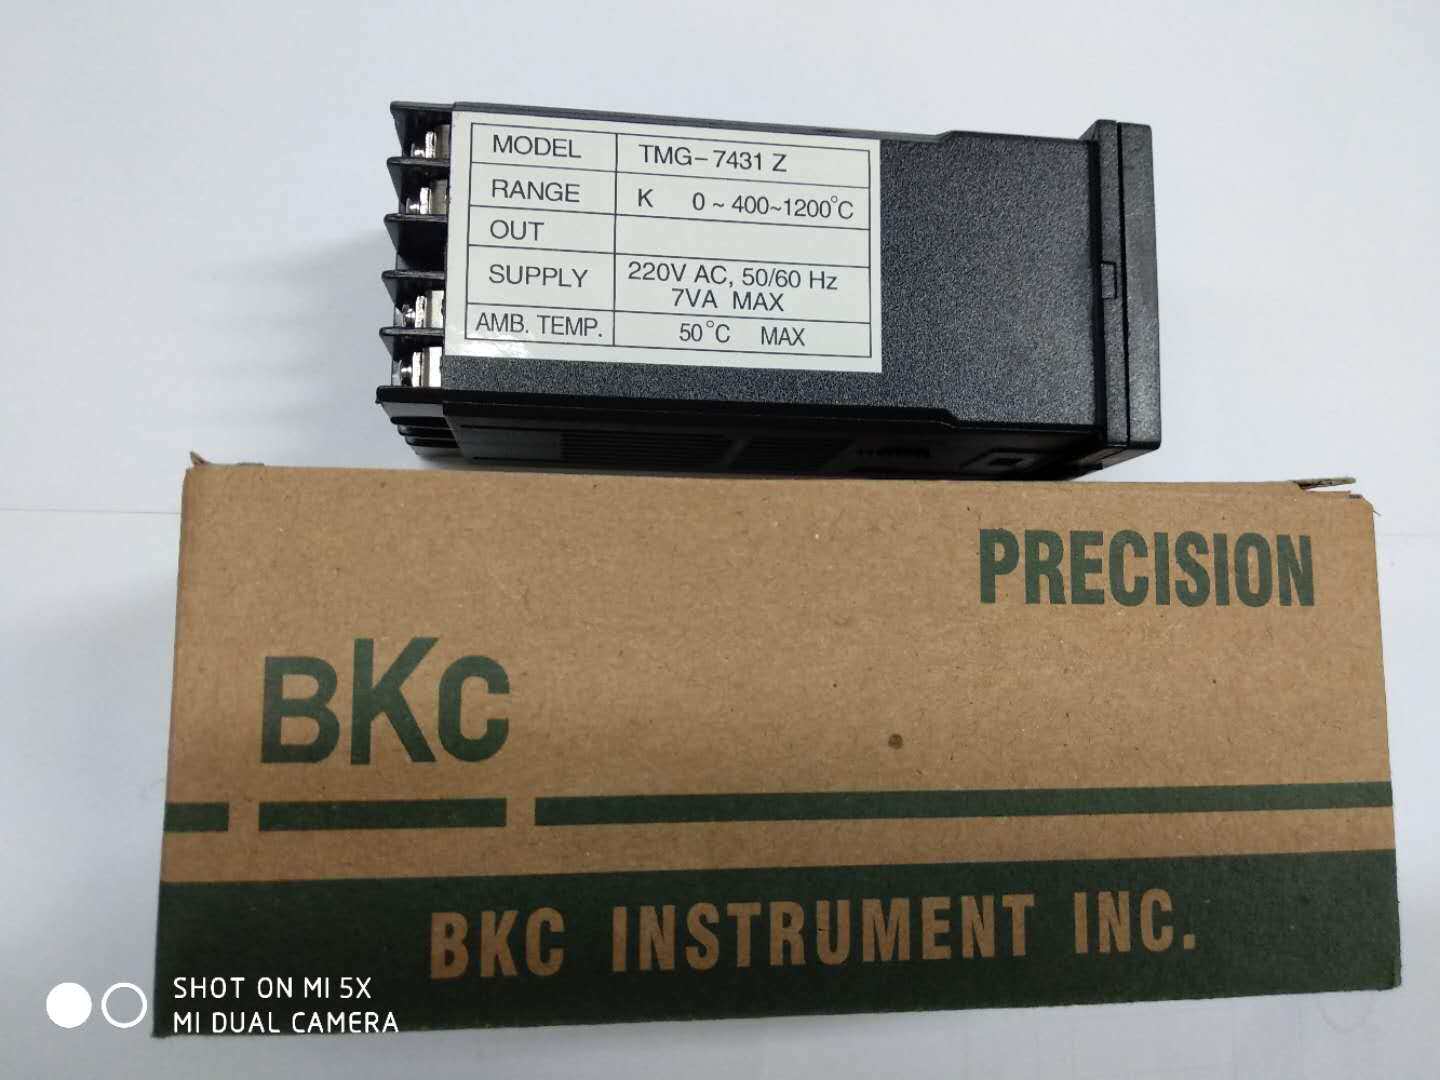 MODEL TMG-7431 Z
RANGE K 0~400~1200°C
OUT
SUPPLY 220V AC, 50/60 Hz
7VA MAX
AMB. TEMP. 50°C MAX
PRECISION
BKC
BKC INSTRUMENT INC.
SHOT ON MI 5X
MI DUAL CAMERA